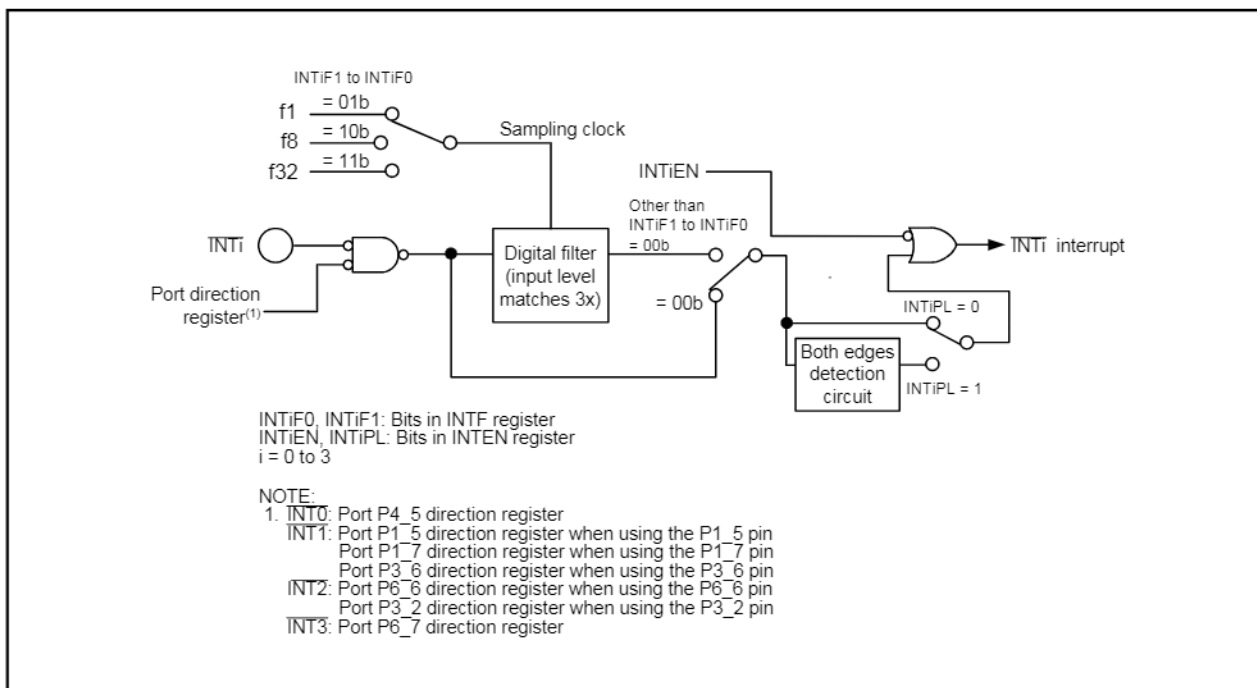 INTiF1 to INTiF0
f1 = 01b
f8 = 10b
f32 = 11b
Sampling clock
INTiEN
Other than
INTiF1 to INTiF0
= 00b
INTi
Digital filter
(input level
matches 3x)
INTi interrupt
Port direction
register(1)
= 00b
INTiPL = 0
Both edges
detection
circuit
INTiPL = 1
INTiF0, INTiF1: Bits in INTF register
INTiEN, INTiPL: Bits in INTEN register
i = 0 to 3
NOTE:
1. INT0: Port P4_5 direction register
INT1: Port P1_5 direction register when using the P1_5 pin
Port P1_7 direction register when using the P1_7 pin
Port P3_6 direction register when using the P3_6 pin
INT2: Port P6_6 direction register when using the P6_6 pin
Port P3_2 direction register when using the P3_2 pin
INT3: Port P6_7 direction register